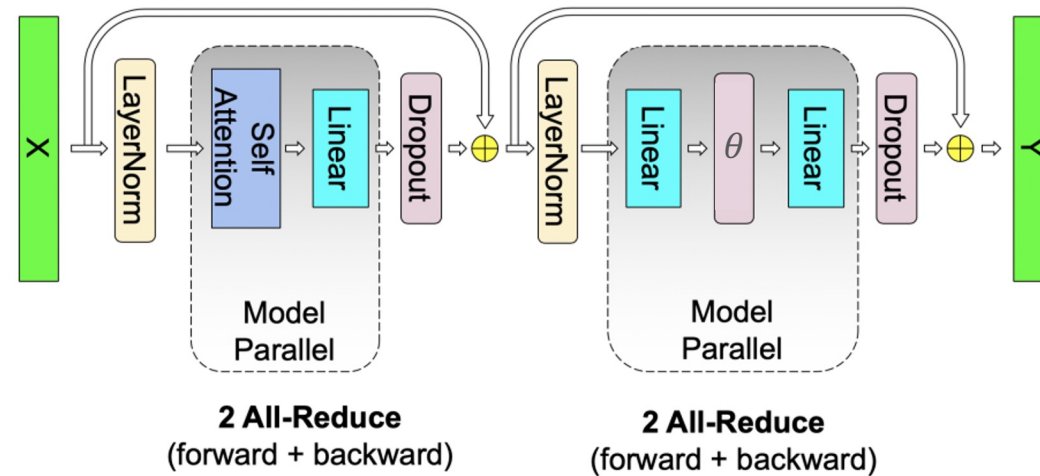 X
LayerNorm
Self
Attention
Linear
Dropout
LayerNorm
Linear
θ
Linear
Dropout
Y
Model
Parallel
Model
Parallel
2 All-Reduce
(forward + backward)
2 All-Reduce
(forward + backward)